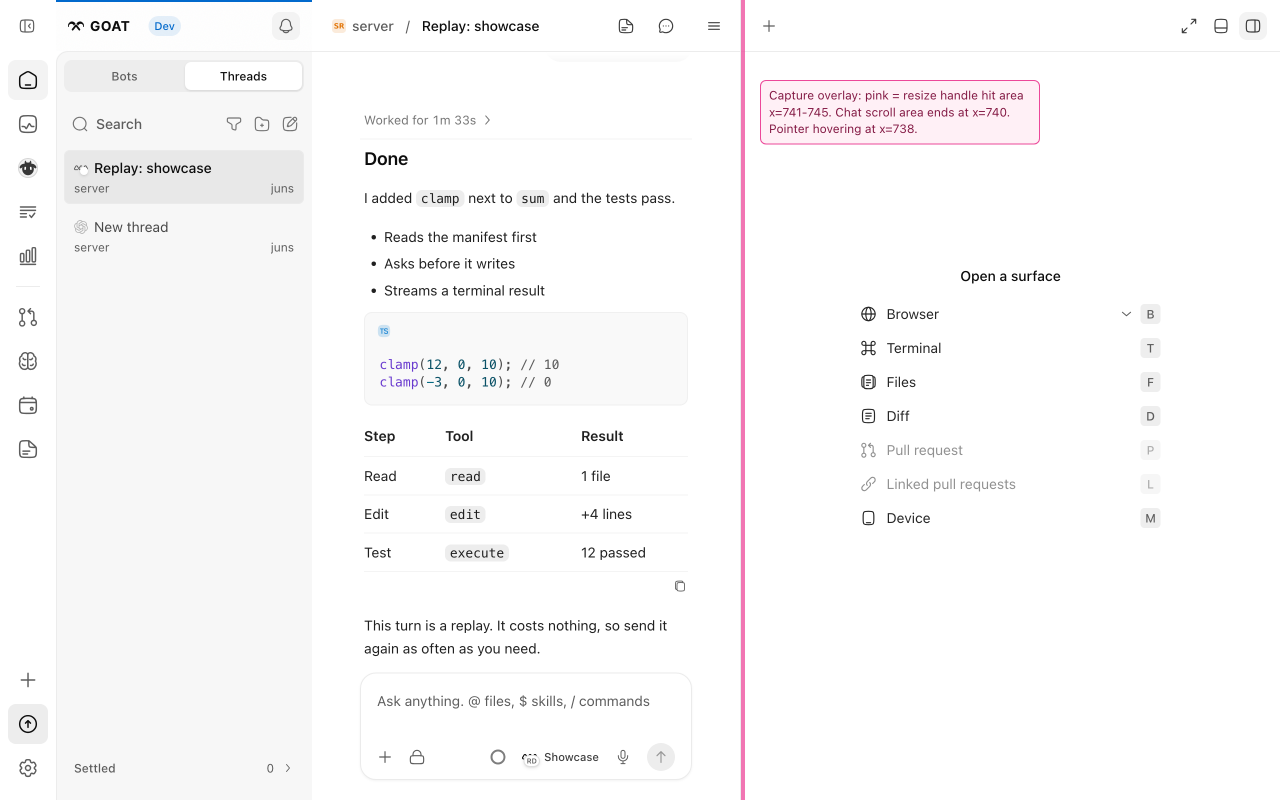 GOAT
Dev
SR server / Replay: showcase
Bots
Threads
Search
Replay: showcase
server
juns
New thread
server
juns
Settled
0
Worked for 1m 33s
Done
I added clamp next to sum and the tests pass.
• Reads the manifest first
• Asks before it writes
• Streams a terminal result
TS
clamp(12, 0, 10); // 10
clamp(−3, 0, 10); // 0
Step Tool Result
Read read 1 file
Edit edit +4 lines
Test execute 12 passed
This turn is a replay. It costs nothing, so send it
again as often as you need.
Ask anything. @ files, $ skills, / commands
RD Showcase
Capture overlay: pink = resize handle hit area
x=741-745. Chat scroll area ends at x=740.
Pointer hovering at x=738.
Open a surface
Browser B
Terminal T
Files F
Diff D
Pull request P
Linked pull requests L
Device M